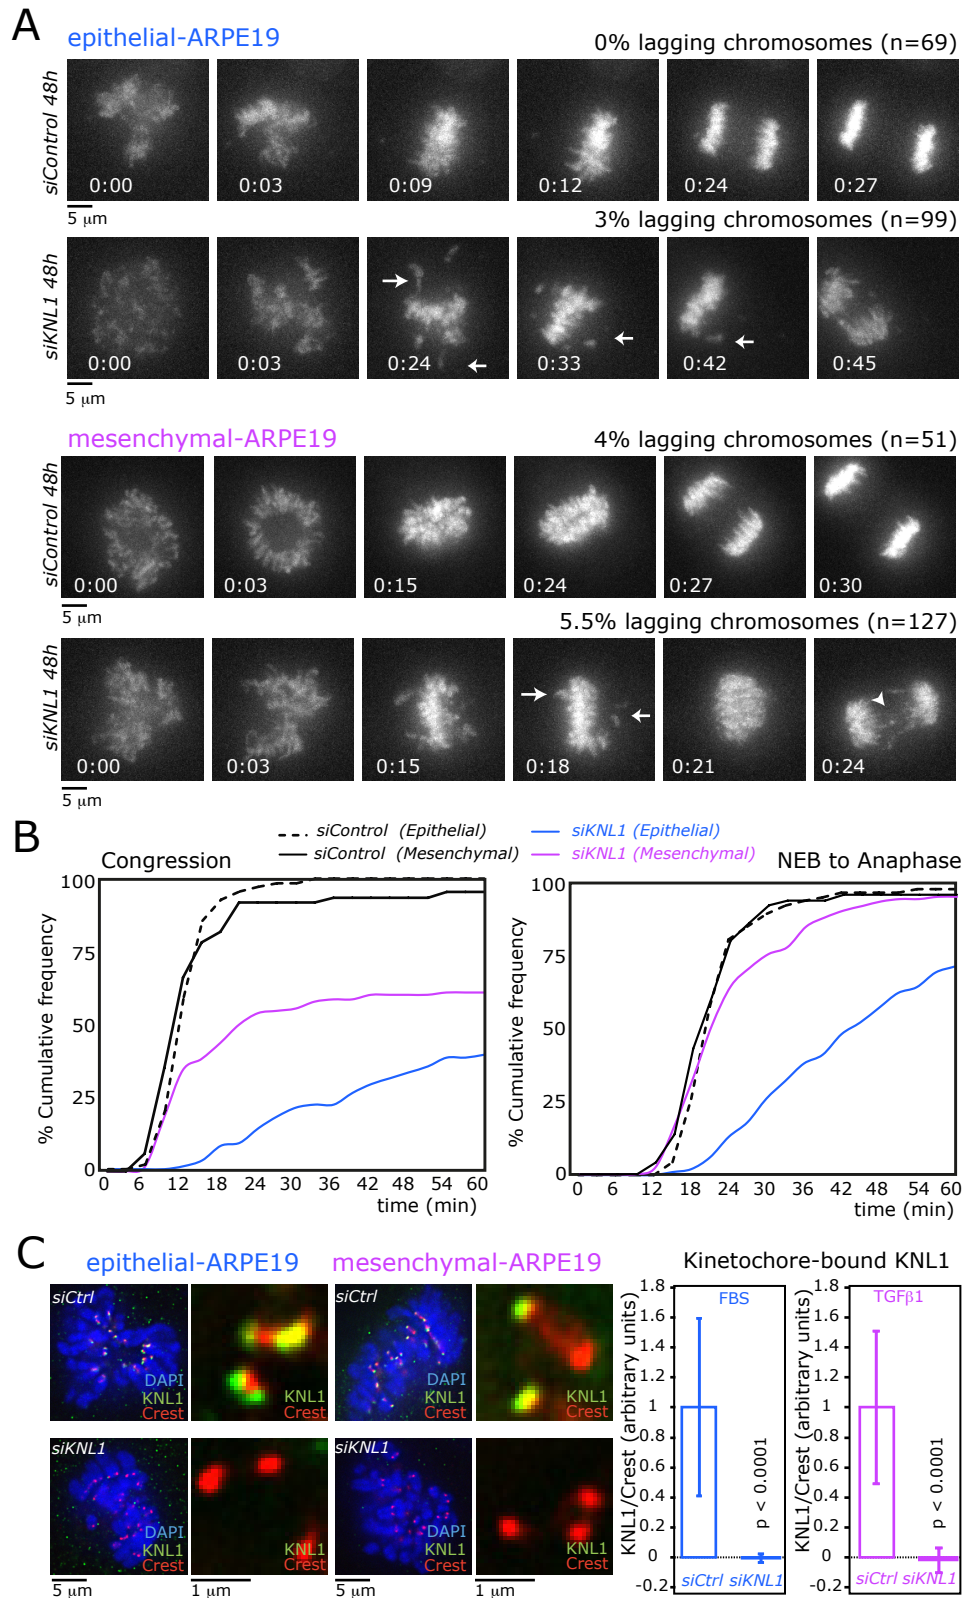 A
epithelial-ARPE19
0% lagging chromosomes (n=69)
siControl 48h
0:00
0:03
0:09
0:12
0:24
0:27
5 μm
3% lagging chromosomes (n=99)
siKNL1 48h
0:00
0:03
0:24
0:33
0:42
0:45
5 μm
mesenchymal-ARPE19
4% lagging chromosomes (n=51)
siControl 48h
0:00
0:03
0:15
0:24
0:27
0:30
5 μm
5.5% lagging chromosomes (n=127)
siKNL1 48h
0:00
0:03
0:15
0:18
0:21
0:24
5 μm
B
siControl (Epithelial)
siKNL1 (Epithelial)
siControl (Mesenchymal)
siKNL1 (Mesenchymal)
Congression
% Cumulative frequency
100
75
50
25
0
0 6 12 18 24 30 36 42 48 54 60
time (min)
NEB to Anaphase
% Cumulative frequency
100
75
50
25
0
0 6 12 18 24 30 36 42 48 54 60
time (min)
C
epithelial-ARPE19
mesenchymal-ARPE19
Kinetochore-bound KNL1
siCtrl
DAPI
KNL1
Crest
KNL1
Crest
siCtrl
DAPI
KNL1
Crest
KNL1
Crest
siKNL1
DAPI
KNL1
Crest
KNL1
Crest
siKNL1
DAPI
KNL1
Crest
KNL1
Crest
5 μm
1 μm
5 μm
1 μm
KNL1/Crest (arbitrary units)
1.8
1.6
1.4
1.2
1
0.8
0.6
0.4
0.2
0
-0.2
FBS
p < 0.0001
siCtrl siKNL1
KNL1/Crest (arbitrary units)
1.8
1.6
1.4
1.2
1
0.8
0.6
0.4
0.2
0
-0.2
TGFβ1
p < 0.0001
siCtrl siKNL1